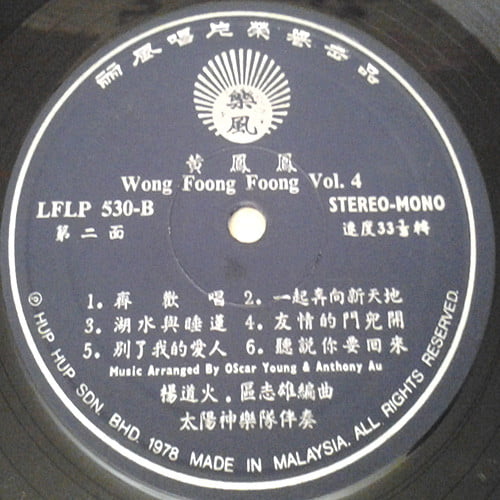 丽風唱片榮譽出品
樂風
黃鳳鳳
Wong Foong Foong Vol. 4
LFLP 530-B
第二面
STEREO-MONO
速度33⅓轉
1. 齊歡唱 2. 一起奔向新天地
3. 湖水與睡蓮 4. 友情的門兒開
5. 別了我的愛人 6. 聽說你要回來
Music Arranged By OScar Young & Anthony Au
楊道火．區志雄編曲
太陽神樂隊伴奏
℗ HUP HUP SDN. BHD. 1978 MADE IN MALAYSIA. ALL RIGHTS RESERVED.